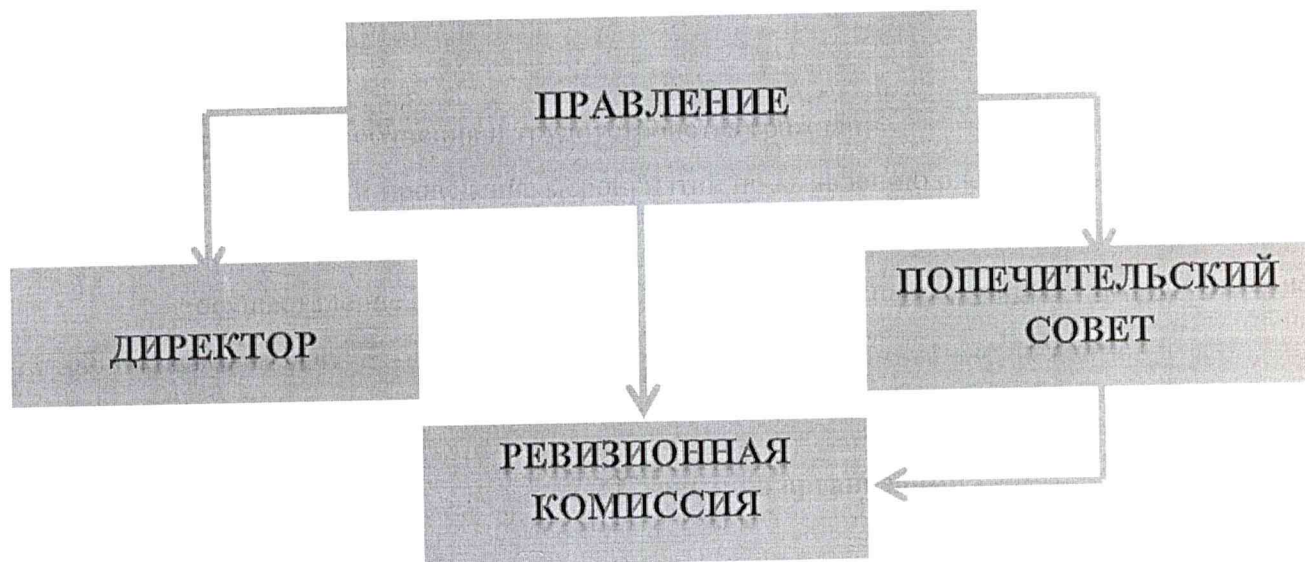 ПРАВЛЕНИЕ
ДИРЕКТОР
ПОПЕЧИТЕЛЬСКИЙ
СОВЕТ
РЕВИЗИОННАЯ
КОМИССИЯ